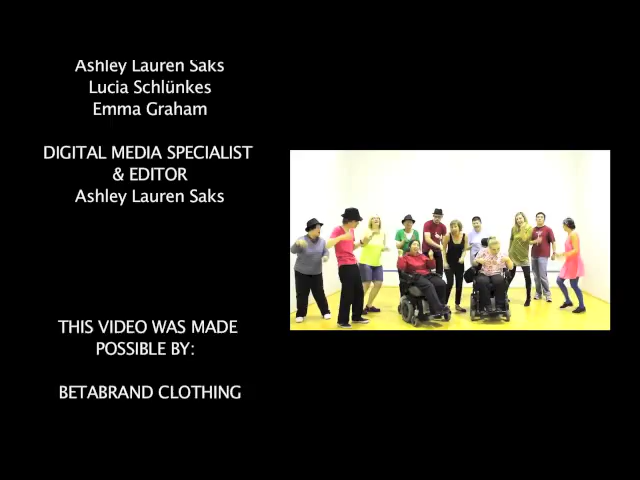 Ashley Lauren Saks
Lucia Schlünkes
Emma Graham
DIGITAL MEDIA SPECIALIST
& EDITOR
Ashley Lauren Saks
THIS VIDEO WAS MADE
POSSIBLE BY:
BETABRAND CLOTHING